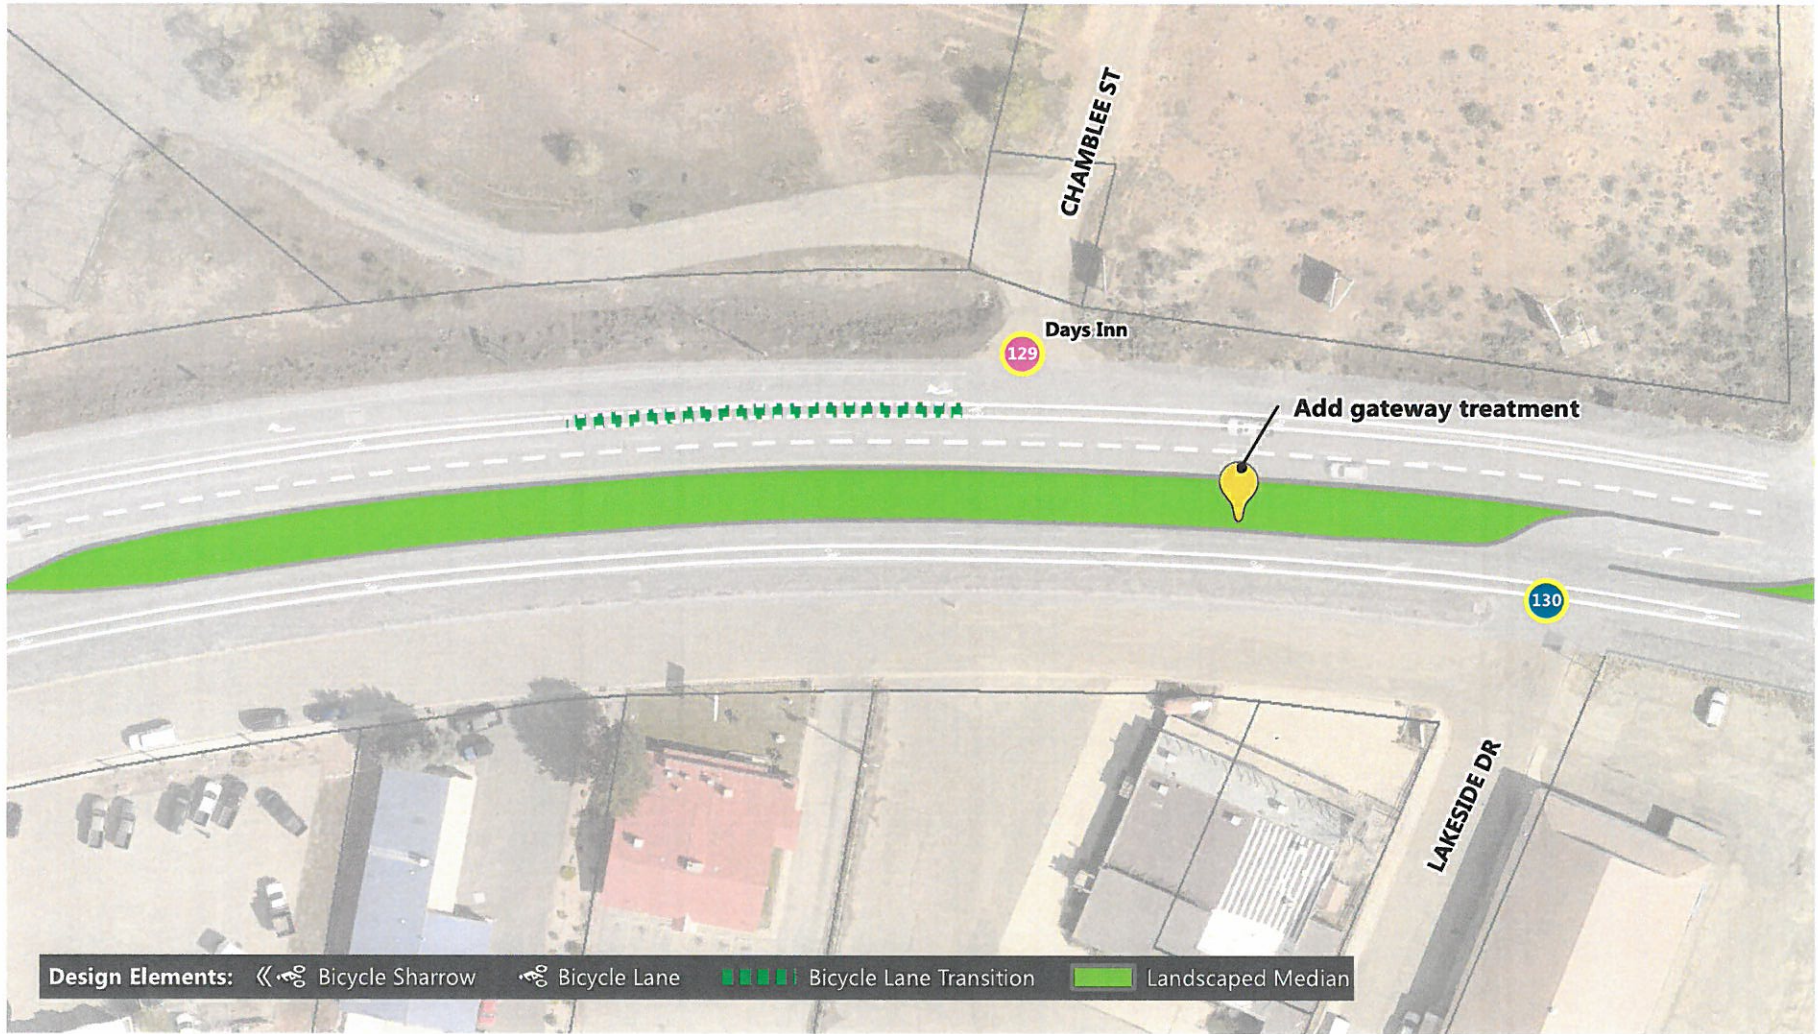 CHAMBLEE ST
Days Inn
129
Add gateway treatment
130
LAKESIDE DR
Design Elements: Bicycle Sharrow Bicycle Lane Bicycle Lane Transition Landscaped Median